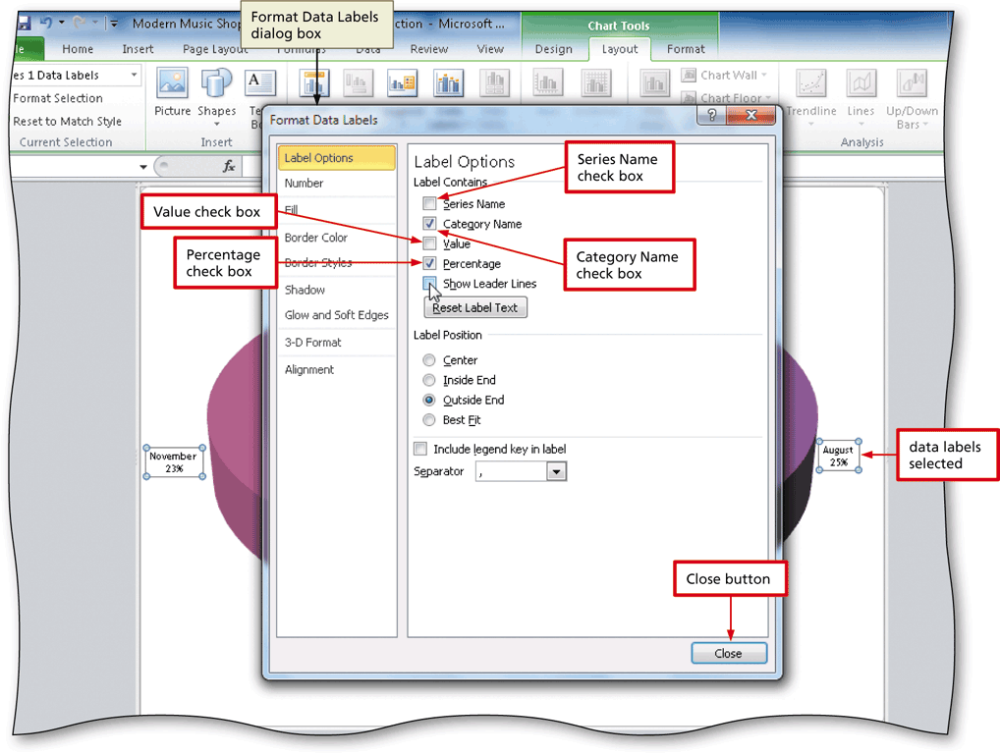 Format Data Labels
dialog box
Modern Music Shop
ction - Microsoft ...
Chart Tools
Home Insert Page Layout Formulas Data Review View Design Layout Format
es 1 Data Labels
Format Selection
Reset to Match Style
Current Selection
Picture Shapes
Insert
Chart Wall
Chart Floor
Trendline Lines Up/Down
Bars
Analysis
fx
Format Data Labels
?
Label Options
Number
Fill
Border Color
Border Styles
Shadow
Glow and Soft Edges
3-D Format
Alignment
Label Options
Label Contains
Series Name
Category Name
Value
Percentage
Show Leader Lines
Reset Label Text
Label Position
Center
Inside End
Outside End
Best Fit
Include legend key in label
Separator ,
Close
Series Name
check box
Value check box
Percentage
check box
Category Name
check box
November
23%
August
25%
data labels
selected
Close button